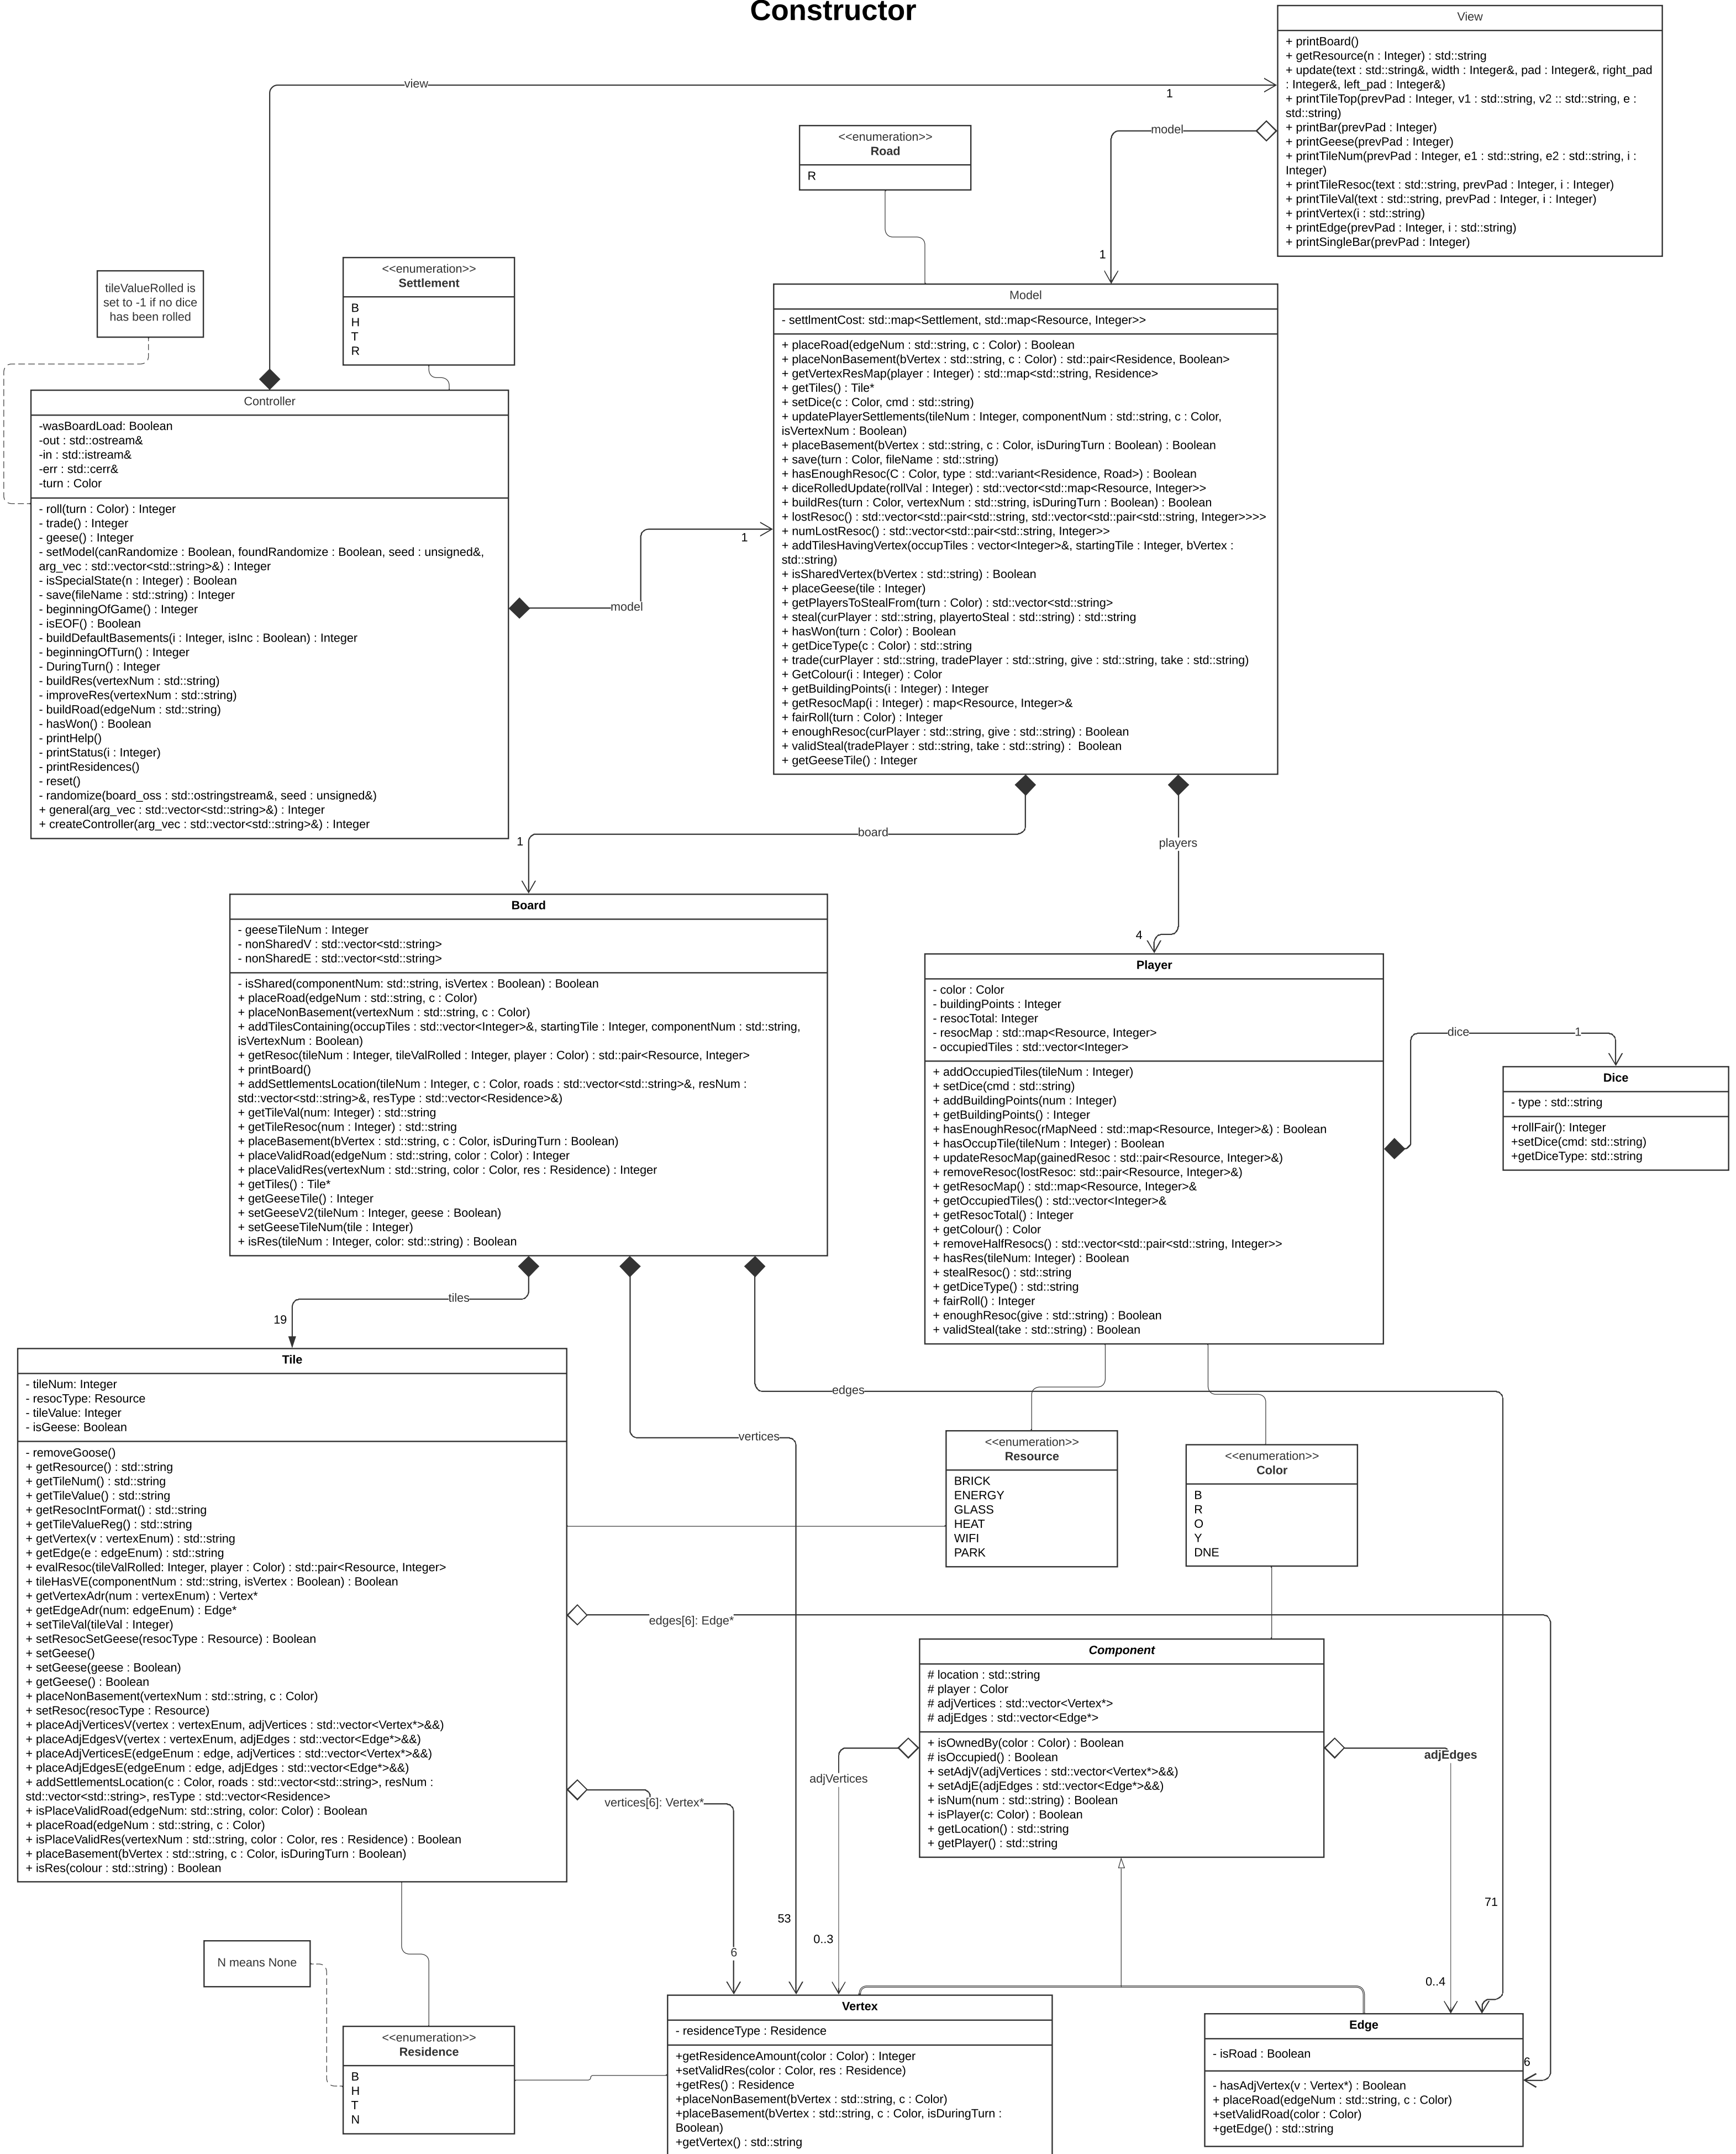 Constructor
View
+ printBoard()
+ getResource(n : Integer) : std::string
+ update(text : std::string&, width : Integer&, pad : Integer&, right_pad
: Integer&, left_pad : Integer&)
+ printTileTop(prevPad : Integer, v1 : std::string, v2 :: std::string, e :
std::string)
+ printBar(prevPad : Integer)
+ printGeese(prevPad : Integer)
+ printTileNum(prevPad : Integer, e1 : std::string, e2 : std::string, i :
Integer)
+ printTileResoc(text : std::string, prevPad : Integer, i : Integer)
+ printTileVal(text : std::string, prevPad : Integer, i : Integer)
+ printVertex(i : std::string)
+ printEdge(prevPad : Integer, i : std::string)
+ printSingleBar(prevPad : Integer)
view
1
model
1
<<enumeration>>
Road
R
<<enumeration>>
Settlement
B
H
T
R
tileValueRolled is
set to -1 if no dice
has been rolled
Controller
-wasBoardLoad: Boolean
-out : std::ostream&
-in : std::istream&
-err : std::cerr&
-turn : Color
- roll(turn : Color) : Integer
- trade() : Integer
- geese() : Integer
- setModel(canRandomize : Boolean, foundRandomize : Boolean, seed : unsigned&,
arg_vec : std::vector<std::string>&) : Integer
- isSpecialState(n : Integer) : Boolean
- save(fileName : std::string) : Integer
- beginningOfGame() : Integer
- isEOF() : Boolean
- buildDefaultBasements(i : Integer, isInc : Boolean) : Integer
- beginningOfTurn() : Integer
- DuringTurn() : Integer
- buildRes(vertexNum : std::string)
- improveRes(vertexNum : std::string)
- buildRoad(edgeNum : std::string)
- hasWon() : Boolean
- printHelp()
- printStatus(i : Integer)
- printResidences()
- reset()
- randomize(board_oss : std::ostringstream&, seed : unsigned&)
+ general(arg_vec : std::vector<std::string>&) : Integer
+ createController(arg_vec : std::vector<std::string>&) : Integer
model
1
Model
- settlmentCost: std::map<Settlement, std::map<Resource, Integer>>
+ placeRoad(edgeNum : std::string, c : Color) : Boolean
+ placeNonBasement(bVertex : std::string, c : Color) : std::pair<Residence, Boolean>
+ getVertexResMap(player : Integer) : std::map<std::string, Residence>
+ getTiles() : Tile*
+ setDice(c : Color, cmd : std::string)
+ updatePlayerSettlements(tileNum : Integer, componentNum : std::string, c : Color,
isVertexNum : Boolean)
+ placeBasement(bVertex : std::string, c : Color, isDuringTurn : Boolean) : Boolean
+ save(turn : Color, fileName : std::string)
+ hasEnoughResoc(C : Color, type : std::variant<Residence, Road>) : Boolean
+ diceRolledUpdate(rollVal : Integer) : std::vector<std::map<Resource, Integer>>
+ buildRes(turn : Color, vertexNum : std::string, isDuringTurn : Boolean) : Boolean
+ lostResoc() : std::vector<std::pair<std::string, std::vector<std::pair<std::string, Integer>>>>
+ numLostResoc() : std::vector<std::pair<std::string, Integer>>
+ addTilesHavingVertex(occupTiles : vector<Integer>&, startingTile : Integer, bVertex :
std::string)
+ isSharedVertex(bVertex : std::string) : Boolean
+ placeGeese(tile : Integer)
+ getPlayersToStealFrom(turn : Color) : std::vector<std::string>
+ steal(curPlayer : std::string, playertoSteal : std::string) : std::string
+ hasWon(turn : Color) : Boolean
+ getDiceType(c : Color) : std::string
+ trade(curPlayer : std::string, tradePlayer : std::string, give : std::string, take : std::string)
+ GetColour(i : Integer) : Color
+ getBuildingPoints(i : Integer) : Integer
+ getResocMap(i : Integer) : map<Resource, Integer>&
+ fairRoll(turn : Color) : Integer
+ enoughResoc(curPlayer : std::string, give : std::string) : Boolean
+ validSteal(tradePlayer : std::string, take : std::string) :  Boolean
+ getGeeseTile() : Integer
board
1
players
4
Board
- geeseTileNum : Integer
- nonSharedV : std::vector<std::string>
- nonSharedE : std::vector<std::string>
- isShared(componentNum: std::string, isVertex : Boolean) : Boolean
+ placeRoad(edgeNum : std::string, c : Color)
+ placeNonBasement(vertexNum : std::string, c : Color)
+ addTilesContaining(occupTiles : std::vector<Integer>&, startingTile : Integer, componentNum : std::string,
isVertexNum : Boolean)
+ getResoc(tileNum : Integer, tileValRolled : Integer, player : Color) : std::pair<Resource, Integer>
+ printBoard()
+ addSettlementsLocation(tileNum : Integer, c : Color, roads : std::vector<std::string>&, resNum :
std::vector<std::string>&, resType : std::vector<Residence>&)
+ getTileVal(num: Integer) : std::string
+ getTileResoc(num : Integer) : std::string
+ placeBasement(bVertex : std::string, c : Color, isDuringTurn : Boolean)
+ placeValidRoad(edgeNum : std::string, color : Color) : Integer
+ placeValidRes(vertexNum : std::string, color : Color, res : Residence) : Integer
+ getTiles() : Tile*
+ getGeeseTile() : Integer
+ setGeeseV2(tileNum : Integer, geese : Boolean)
+ setGeeseTileNum(tile : Integer)
+ isRes(tileNum : Integer, color: std::string) : Boolean
Player
- color : Color
- buildingPoints : Integer
- resocTotal: Integer
- resocMap : std::map<Resource, Integer>
- occupiedTiles : std::vector<Integer>
+ addOccupiedTiles(tileNum : Integer)
+ setDice(cmd : std::string)
+ addBuildingPoints(num : Integer)
+ getBuildingPoints() : Integer
+ hasEnoughResoc(rMapNeed : std::map<Resource, Integer>&) : Boolean
+ hasOccupTile(tileNum : Integer) : Boolean
+ updateResocMap(gainedResoc : std::pair<Resource, Integer>&)
+ removeResoc(lostResoc: std::pair<Resource, Integer>&)
+ getResocMap() : std::map<Resource, Integer>&
+ getOccupiedTiles() : std::vector<Integer>&
+ getResocTotal() : Integer
+ getColour() : Color
+ removeHalfResocs() : std::vector<std::pair<std::string, Integer>>
+ hasRes(tileNum: Integer) : Boolean
+ stealResoc() : std::string
+ getDiceType() : std::string
+ fairRoll() : Integer
+ enoughResoc(give : std::string) : Boolean
+ validSteal(take : std::string) : Boolean
dice
1
Dice
- type : std::string
+rollFair(): Integer
+setDice(cmd: std::string)
+getDiceType: std::string
tiles
19
vertices
53
edges
71
Tile
- tileNum: Integer
- resocType: Resource
- tileValue: Integer
- isGeese: Boolean
- removeGoose()
+ getResource() : std::string
+ getTileNum() : std::string
+ getTileValue() : std::string
+ getResocIntFormat() : std::string
+ getTileValueReg() : std::string
+ getVertex(v : vertexEnum) : std::string
+ getEdge(e : edgeEnum) : std::string
+ evalResoc(tileValRolled: Integer, player : Color) : std::pair<Resource, Integer>
+ tileHasVE(componentNum : std::string, isVertex : Boolean) : Boolean
+ getVertexAdr(num : vertexEnum) : Vertex*
+ getEdgeAdr(num: edgeEnum) : Edge*
+ setTileVal(tileVal : Integer)
+ setResocSetGeese(resocType : Resource) : Boolean
+ setGeese()
+ setGeese(geese : Boolean)
+ getGeese() : Boolean
+ placeNonBasement(vertexNum : std::string, c : Color)
+ setResoc(resocType : Resource)
+ placeAdjVerticesV(vertex : vertexEnum, adjVertices : std::vector<Vertex*>&&)
+ placeAdjEdgesV(vertex : vertexEnum, adjEdges : std::vector<Edge*>&&)
+ placeAdjVerticesE(edgeEnum : edge, adjVertices : std::vector<Vertex*>&&)
+ placeAdjEdgesE(edgeEnum : edge, adjEdges : std::vector<Edge*>&&)
+ addSettlementsLocation(c : Color, roads : std::vector<std::string>, resNum :
std::vector<std::string>, resType : std::vector<Residence>
+ isPlaceValidRoad(edgeNum: std::string, color: Color) : Boolean
+ placeRoad(edgeNum : std::string, c : Color)
+ isPlaceValidRes(vertexNum : std::string, color : Color, res : Residence) : Boolean
+ placeBasement(bVertex : std::string, c : Color, isDuringTurn : Boolean)
+ isRes(colour : std::string) : Boolean
<<enumeration>>
Resource
BRICK
ENERGY
GLASS
HEAT
WIFI
PARK
<<enumeration>>
Color
B
R
O
Y
DNE
edges[6]: Edge*
6
vertices[6]: Vertex*
6
Component
# location : std::string
# player : Color
# adjVertices : std::vector<Vertex*>
# adjEdges : std::vector<Edge*>
+ isOwnedBy(color : Color) : Boolean
# isOccupied() : Boolean
+ setAdjV(adjVertices : std::vector<Vertex*>&&)
+ setAdjE(adjEdges : std::vector<Edge*>&&)
+ isNum(num : std::string) : Boolean
+ isPlayer(c: Color) : Boolean
+ getLocation() : std::string
+ getPlayer() : std::string
adjVertices
0..3
adjEdges
0..4
N means None
<<enumeration>>
Residence
B
H
T
N
Vertex
- residenceType : Residence
+getResidenceAmount(color : Color) : Integer
+setValidRes(color : Color, res : Residence)
+getRes() : Residence
+placeNonBasement(bVertex : std::string, c : Color)
+placeBasement(bVertex : std::string, c : Color, isDuringTurn :
Boolean)
+getVertex() : std::string
Edge
- isRoad : Boolean
- hasAdjVertex(v : Vertex*) : Boolean
+ placeRoad(edgeNum : std::string, c : Color)
+setValidRoad(color : Color)
+getEdge() : std::string